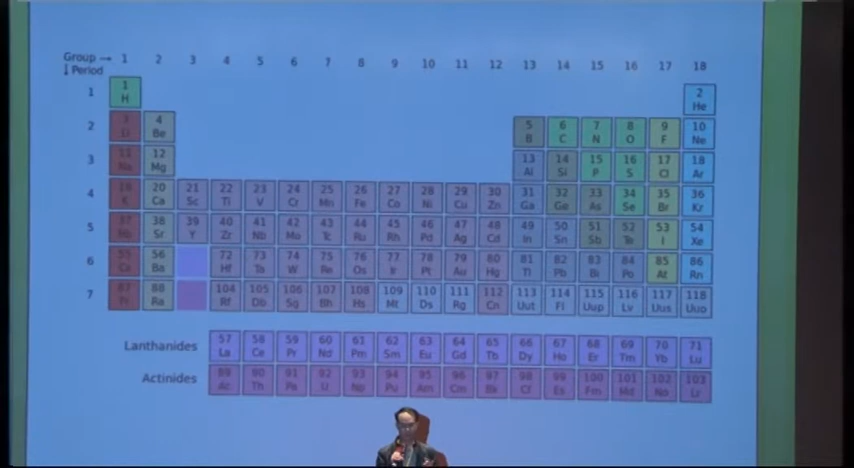 Group → 1 2 3 4 5 6 7 8 9 10 11 12 13 14 15 16 17 18
↓ Period
1 1 2
H He
2 3 4 5 6 7 8 9 10
Li Be B C N O F Ne
3 11 12 13 14 15 16 17 18
Na Mg Al Si P S Cl Ar
4 19 20 21 22 23 24 25 26 27 28 29 30 31 32 33 34 35 36
K Ca Sc Ti V Cr Mn Fe Co Ni Cu Zn Ga Ge As Se Br Kr
5 37 38 39 40 41 42 43 44 45 46 47 48 49 50 51 52 53 54
Rb Sr Y Zr Nb Mo Tc Ru Rh Pd Ag Cd In Sn Sb Te I Xe
6 55 56 72 73 74 75 76 77 78 79 80 81 82 83 84 85 86
Cs Ba Hf Ta W Re Os Ir Pt Au Hg Tl Pb Bi Po At Rn
7 87 88 104 105 106 107 108 109 110 111 112 113 114 115 116 117 118
Fr Ra Rf Db Sg Bh Hs Mt Ds Rg Cn Uut Fl Uup Lv Uus Uuo
Lanthanides 57 58 59 60 61 62 63 64 65 66 67 68 69 70 71
La Ce Pr Nd Pm Sm Eu Gd Tb Dy Ho Er Tm Yb Lu
Actinides 89 90 91 92 93 94 95 96 97 98 99 100 101 102 103
Ac Th Pa U Np Pu Am Cm Bk Cf Es Fm Md No Lr